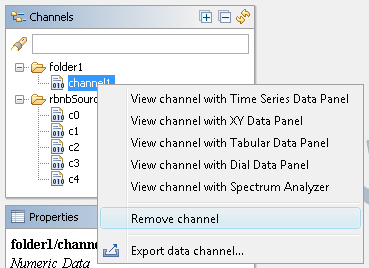 Channels
folder1
channel1
rbnbSour
c0
c1
c2
c3
c4
View channel with Time Series Data Panel
View channel with XY Data Panel
View channel with Tabular Data Panel
View channel with Dial Data Panel
View channel with Spectrum Analyzer
Remove channel
Export data channel...
Properties
folder1/chann
Numeric Data